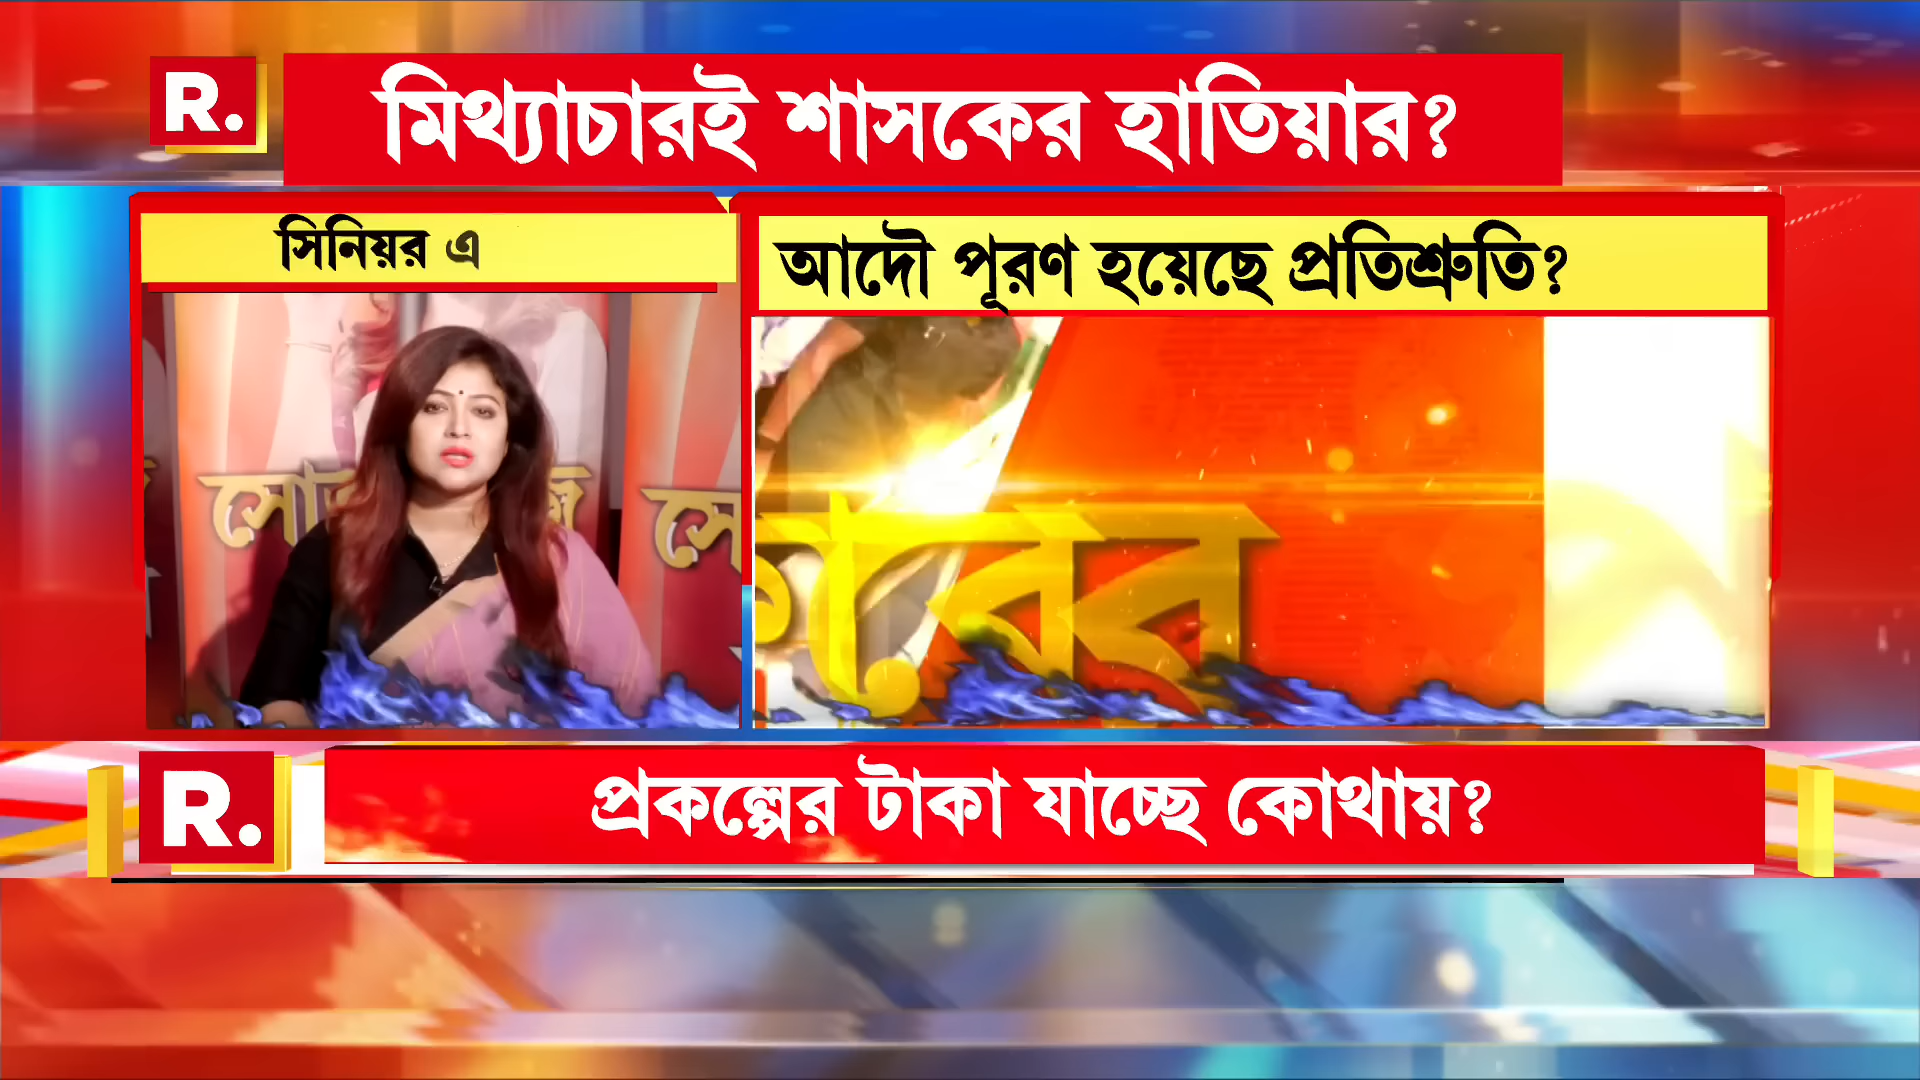 R.
মিথ্যাচারই শাসকের হাতিয়ার?
সিনিয়র এ
আদৌ পূরণ হয়েছে প্রতিশ্রুতি?
R.
প্রকল্পের টাকা যাচ্ছে কোথায়?